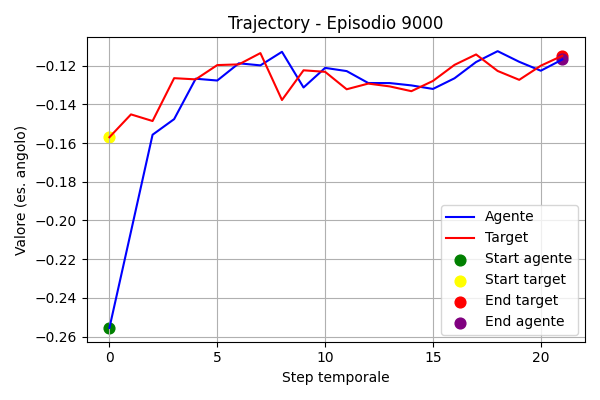 Trajectory - Episodio 9000
Valore (es. angolo)
−0.12
−0.14
−0.16
−0.18
−0.20
−0.22
−0.24
−0.26
0
5
10
15
20
Step temporale
Agente
Target
Start agente
Start target
End target
End agente